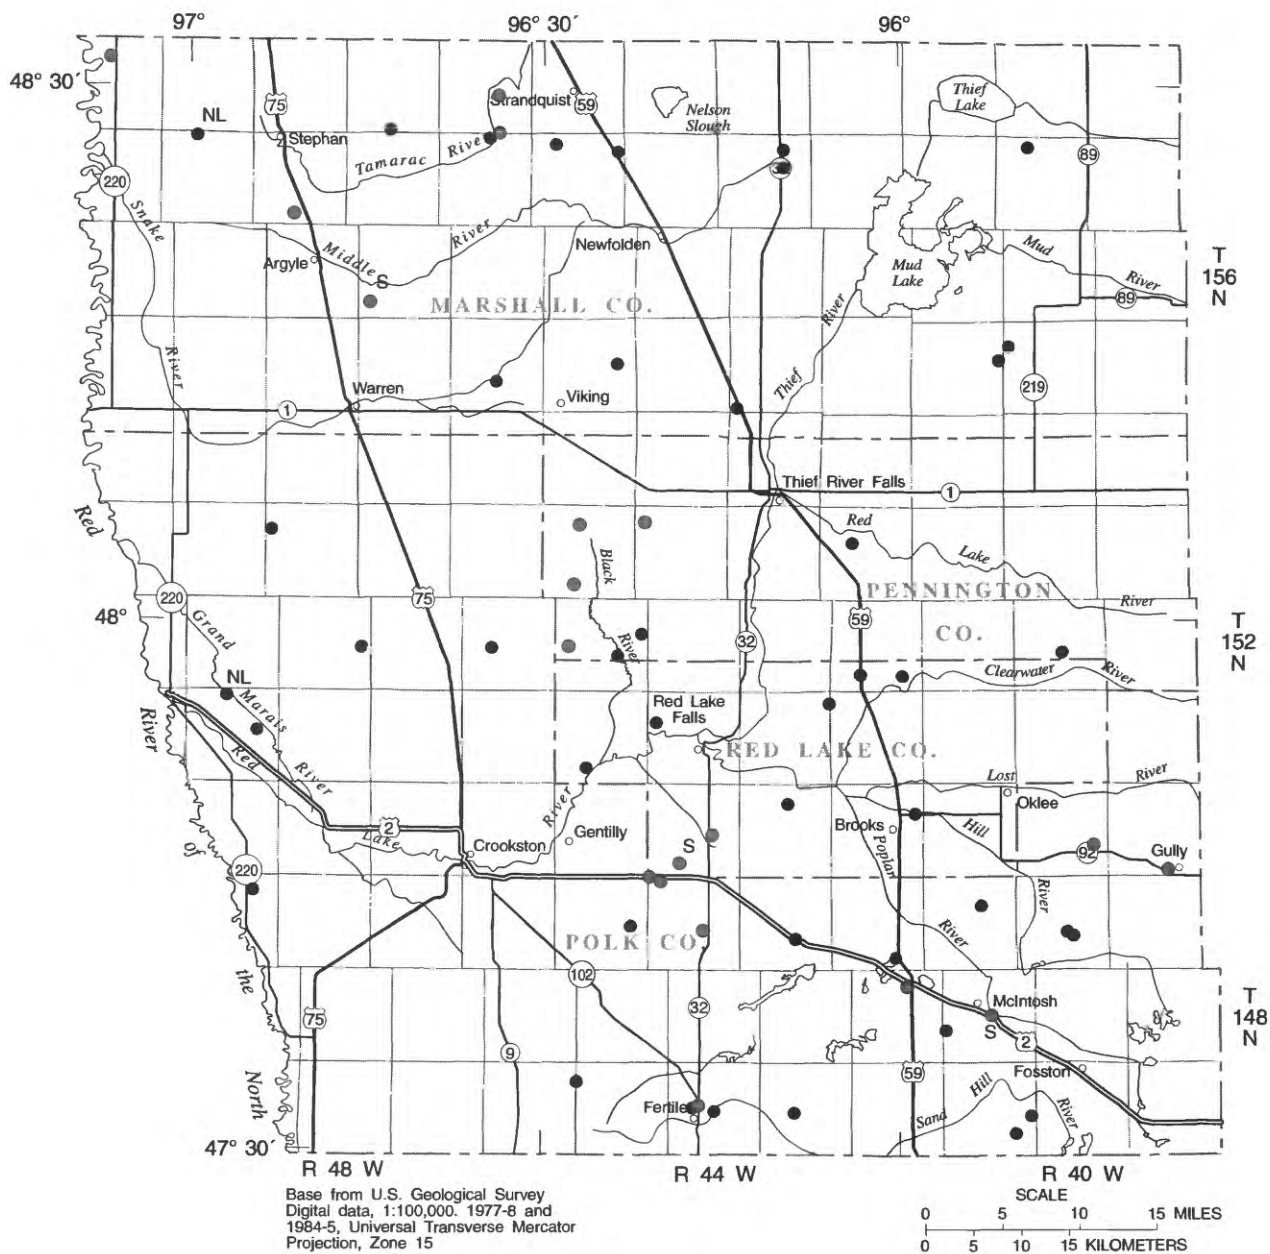 97° 96° 30´ 96°
48° 30´
75 Strandquist 59 Nelson Slough Thief Lake
NL Stephan
Tamarac River
220 Snake 89
Middle River Newfolden Mud River
Argyle S Mud Lake
T 156 N
MARSHALL CO. River 89
River Thief
Warren Viking 219
1
Thief River Falls 1
Red Red
Black Lake
75 PENNINGTON River
220 Grand
48° 59 CO. T 152 N
River 32
NL Marais Clearwater River
Red Lake Falls
River RED LAKE CO.
Red River Lost River
River Oklee
2 Gentilly Brooks Hill
of Lake Crookston S Poplar 92 Gully
220 River
POLK CO River
the 102
McIntosh T 148 N
75 32 S
9 2
59 Fosston
North Fertile Sand Hill River
47° 30´
R 48 W R 44 W R 40 W
Base from U.S. Geological Survey
Digital data, 1:100,000. 1977-8 and
1984-5, Universal Transverse Mercator
Projection, Zone 15
SCALE
0 5 10 15 MILES
0 5 10 15 KILOMETERS